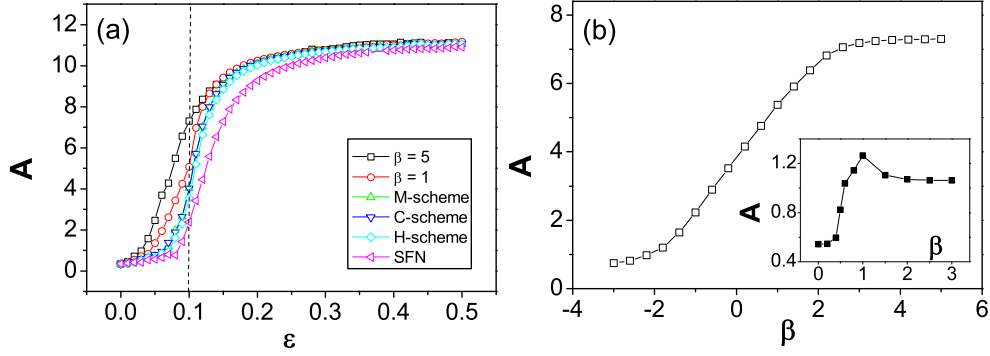 (a)
A
12
10
8
6
4
2
0
β = 5
β = 1
M-scheme
C-scheme
H-scheme
SFN
0.0 0.1 0.2 0.3 0.4 0.5
ε
(b)
A
8
6
4
2
0
-4 -2 0 2 4 6
β
A
1.2
0.8
0.4
β
0 1 2 3